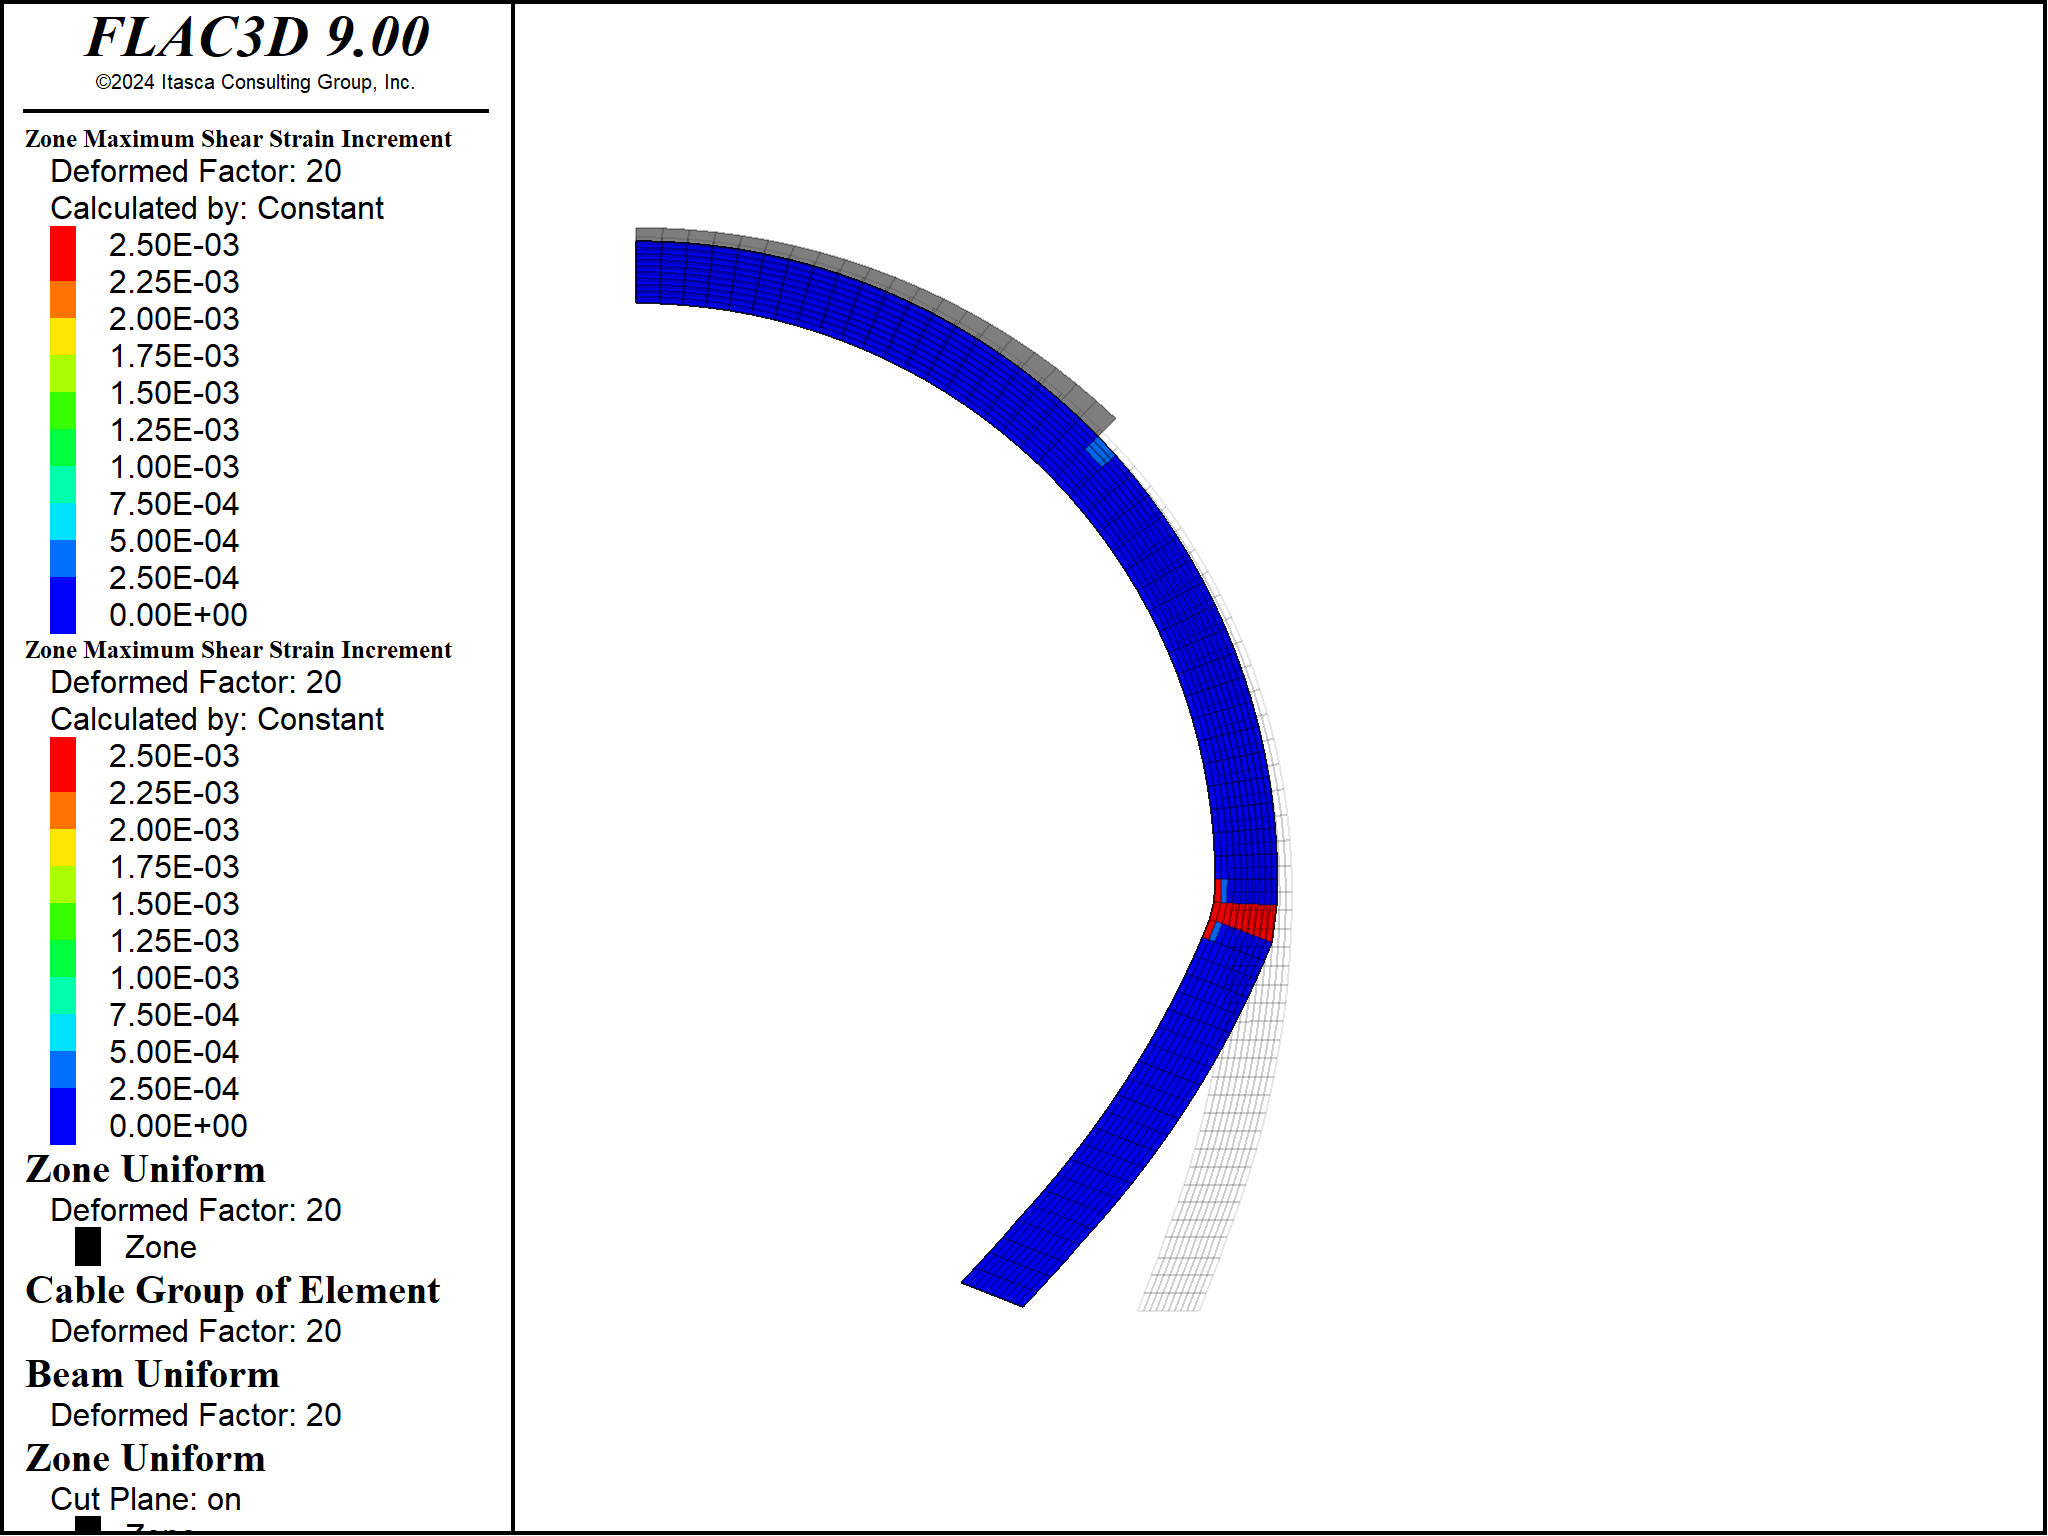 FLAC3D 9.00
©2024 Itasca Consulting Group, Inc.
Zone Maximum Shear Strain Increment
Deformed Factor: 20
Calculated by: Constant
2.50E-03
2.25E-03
2.00E-03
1.75E-03
1.50E-03
1.25E-03
1.00E-03
7.50E-04
5.00E-04
2.50E-04
0.00E+00
Zone Maximum Shear Strain Increment
Deformed Factor: 20
Calculated by: Constant
2.50E-03
2.25E-03
2.00E-03
1.75E-03
1.50E-03
1.25E-03
1.00E-03
7.50E-04
5.00E-04
2.50E-04
0.00E+00
Zone Uniform
Deformed Factor: 20
Zone
Cable Group of Element
Deformed Factor: 20
Beam Uniform
Deformed Factor: 20
Zone Uniform
Cut Plane: on